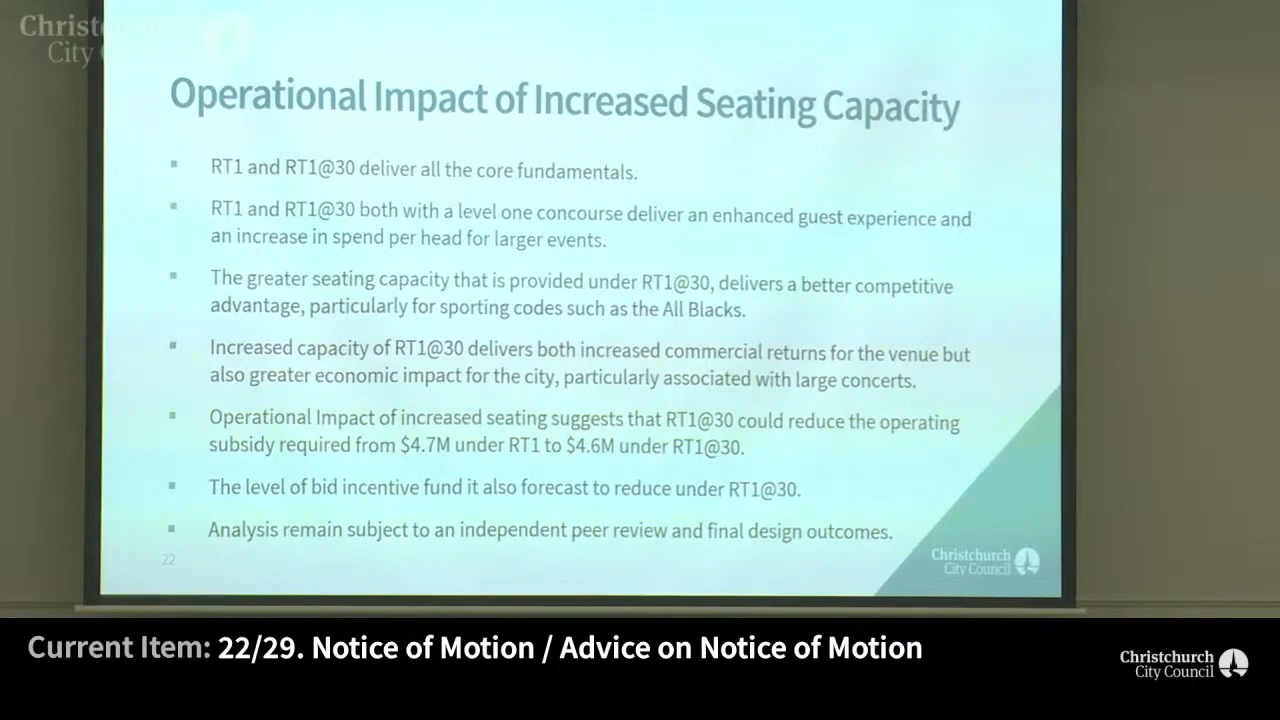 Christchurch
City
Operational Impact of Increased Seating Capacity
RT1 and RT1@30 deliver all the core fundamentals.
RT1 and RT1@30 both with a level one concourse deliver an enhanced guest experience and
an increase in spend per head for larger events.
The greater seating capacity that is provided under RT1@30, delivers a better competitive
advantage, particularly for sporting codes such as the All Blacks.
Increased capacity of RT1@30 delivers both increased commercial returns for the venue but
also greater economic impact for the city, particularly associated with large concerts.
Operational Impact of increased seating suggests that RT1@30 could reduce the operating
subsidy required from $4.7M under RT1 to $4.6M under RT1@30.
The level of bid incentive fund it also forecast to reduce under RT1@30.
Analysis remain subject to an independent peer review and final design outcomes.
22
Christchurch
City Council
Current Item: 22/29. Notice of Motion / Advice on Notice of Motion
Christchurch
City Council